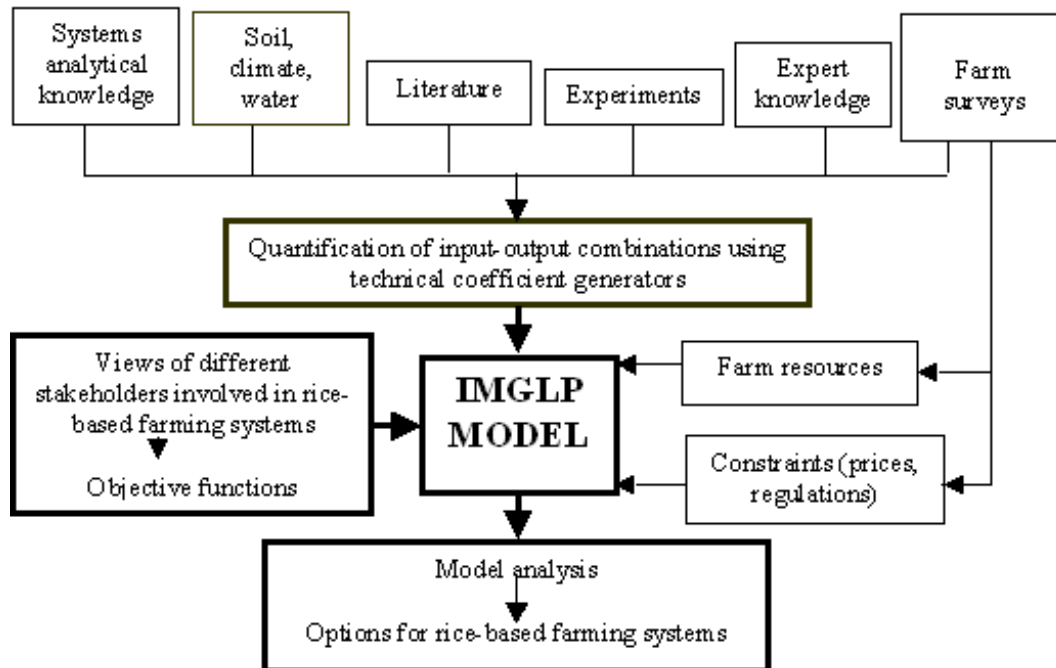 Systems
analytical
knowledge
Soil,
climate,
water
Literature
Experiments
Expert
knowledge
Farm
surveys
Quantification of input-output combinations using
technical coefficient generators
Views of different
stakeholders involved in rice-
based farming systems
Objective functions
IMGLP
MODEL
Farm resources
Constraints (prices,
regulations)
Model analysis
Options for rice-based farming systems